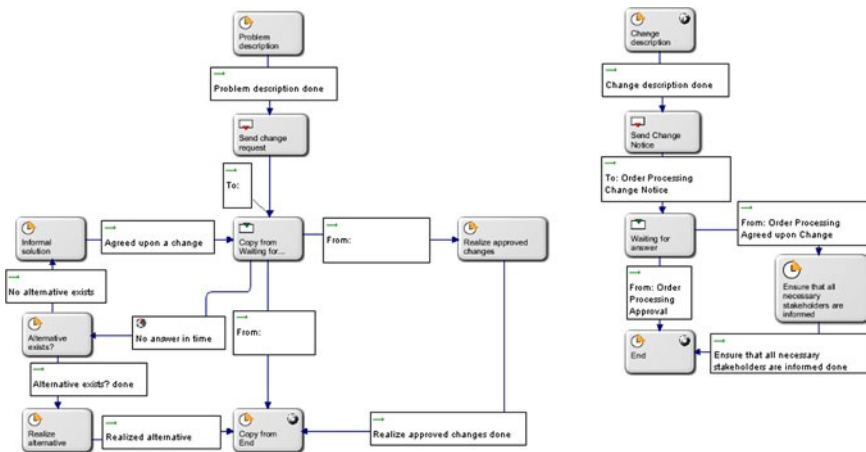 Problem
description
Problem description done
Send change
request
To:
Informal
solution
Agreed upon a change
Copy from
Waiting for...
From:
Realize approved
changes
No alternative exists
Alternative
exists?
No answer in time
From:
Alternative exists? done
Realize
alternative
Realized alternative
Copy from
End
Realize approved changes done
Change
description
Change description done
Send Change
Notice
To: Order Processing
Change Notice
Waiting for
answer
From: Order Processing
Agreed upon Change
From: Order
Processing
Approval
Ensure that all
necessary
stakeholders are
informed
End
Ensure that all necessary
stakeholders are informed done